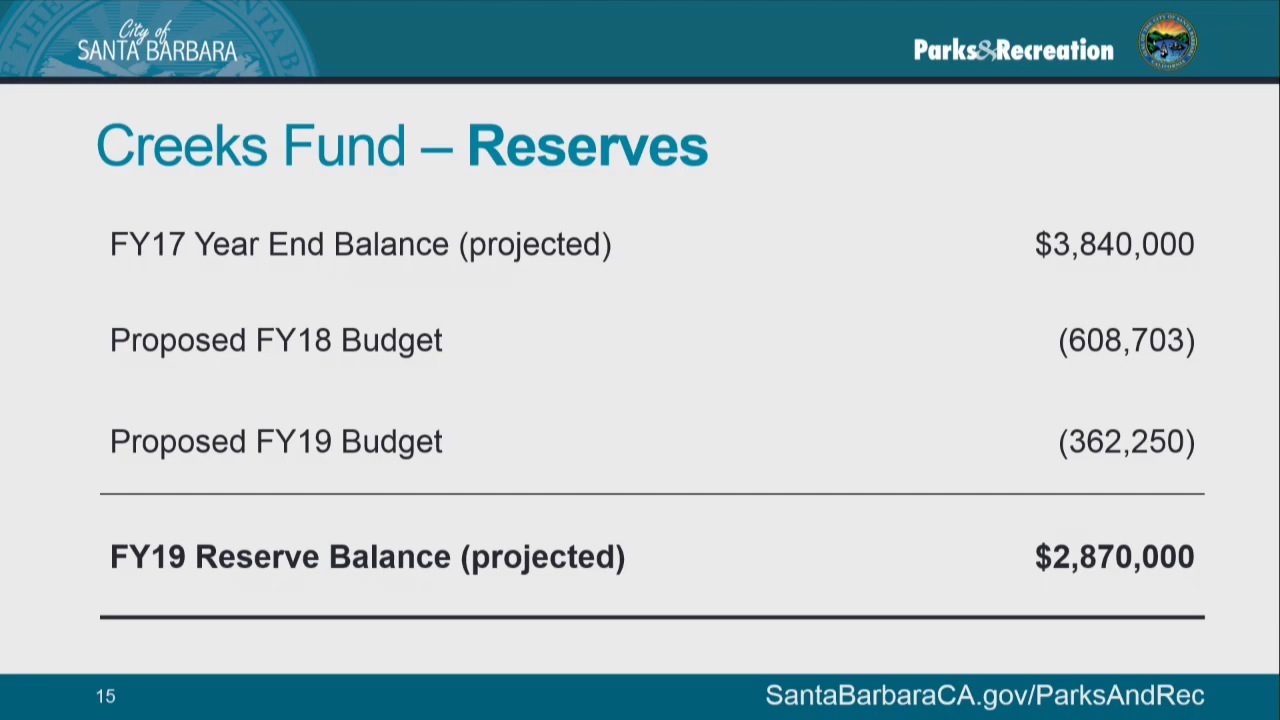 City of
SANTA BARBARA
Parks&Recreation
Creeks Fund – Reserves
FY17 Year End Balance (projected) $3,840,000
Proposed FY18 Budget (608,703)
Proposed FY19 Budget (362,250)
FY19 Reserve Balance (projected) $2,870,000
15 SantaBarbaraCA.gov/ParksAndRec